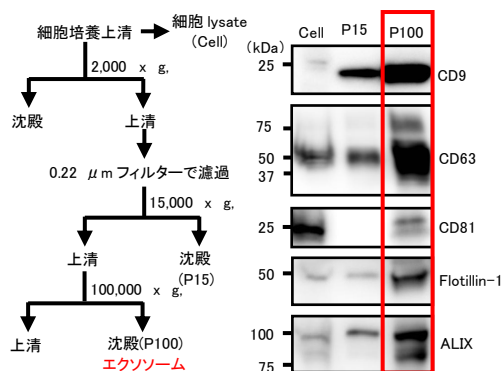 細胞培養上清
細胞 lysate
(Cell)
2,000 x g,
沈殿
上清
0.22 μmフィルターで濾過
15,000 x g,
上清
沈殿
(P15)
100,000 x g,
上清
沈殿(P100)
エクソソーム
Cell P15 P100
(kDa)
25
CD9
75
50
37
CD63
25
CD81
50
Flotillin-1
100
75
ALIX